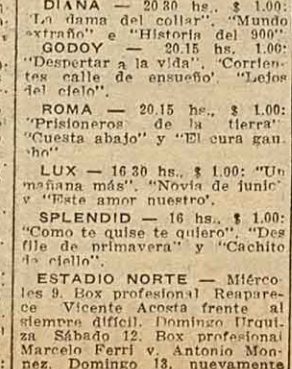 DIANA — 20 30 hs., $ 1.00:
"La dama del collar". "Mundo
extraño" e "Historia del 900"
GODOY — 20.15 hs. 1.00:
"Despertar a la vida". "Corrien-
tes calle de ensueño'. "Lejos
del cielo".
ROMA — 20,15 hs., $ 1.00:
"Prisioneros de la tierra"
"Cuesta abajo" y "El cura gau.
cho"
LUX — 16 30 hs., $ 1.00: "Un
mañana más". "Novia de junio"
y "Este amor nuestro'.
SPLENDID — 16 hs., $ 1.00:
"Como te quise te quiero". "Des
file de primavera" y "Cachito
de cielo".
ESTADIO NORTE — Miérco-
les 9. Box profesional Reapare-
ce Vicente Acosta frente al
siempre difícil. Domingo Urqui-
za Sábado 12. Box profesional
Marcelo Ferri v. Antonio Mon-
nez. Domingo 13, nuevamente